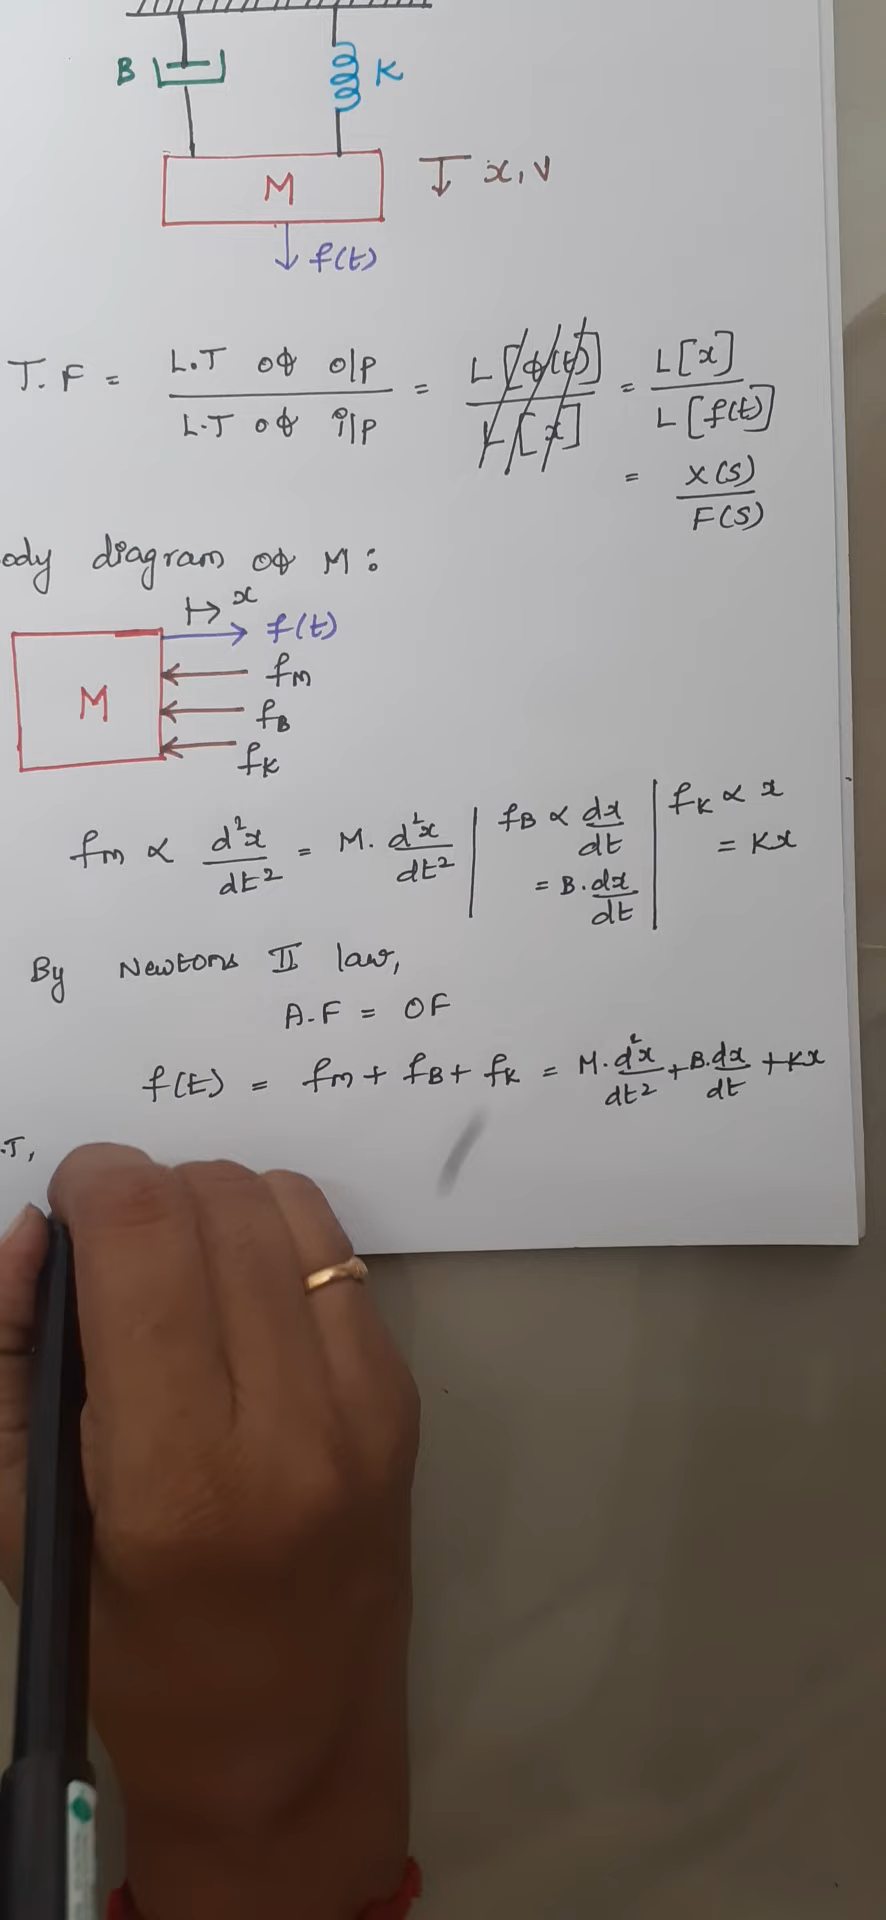 B
K
M
x, v
f(t)
T.F = L.T of o/p / L.T of i/p = L[f(t)] / L[x] = L[x] / L[f(t)]
= X(s) / F(s)
ody diagram of M:
x
f(t)
M
fM
fB
fK
fM ∝ d²x/dt² = M. d²x/dt² | fB ∝ dx/dt | fK ∝ x
= B.dx/dt | = Kx
By Newtons II law,
A.F = OF
f(t) = fM + fB + fK = M. d²x/dt² + B.dx/dt + Kx
.T,